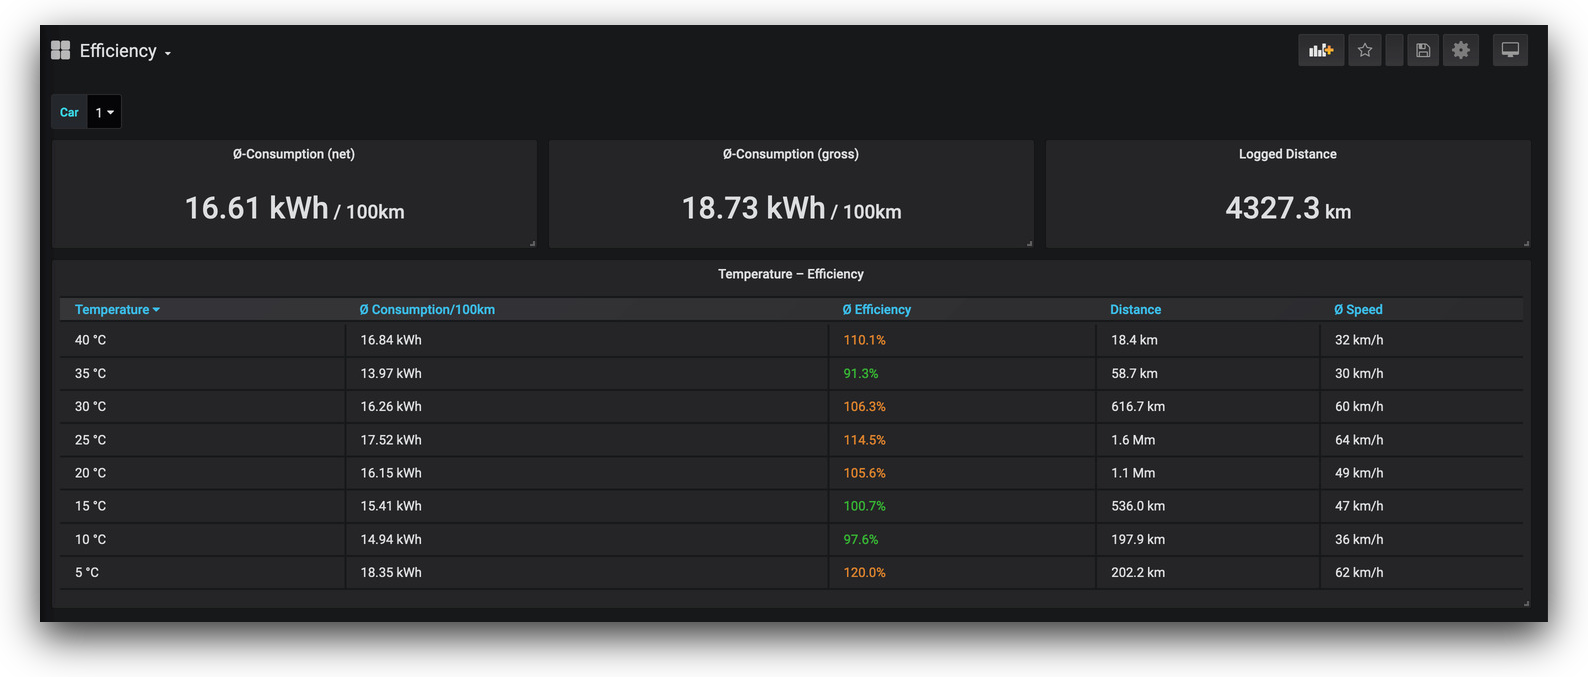 Efficiency
Car 1
Ø-Consumption (net) Ø-Consumption (gross) Logged Distance
16.61 kWh / 100km 18.73 kWh / 100km 4327.3 km
Temperature – Efficiency
Temperature Ø Consumption/100km Ø Efficiency Distance Ø Speed
40 °C 16.84 kWh 110.1% 18.4 km 32 km/h
35 °C 13.97 kWh 91.3% 58.7 km 30 km/h
30 °C 16.26 kWh 106.3% 616.7 km 60 km/h
25 °C 17.52 kWh 114.5% 1.6 Mm 64 km/h
20 °C 16.15 kWh 105.6% 1.1 Mm 49 km/h
15 °C 15.41 kWh 100.7% 536.0 km 47 km/h
10 °C 14.94 kWh 97.6% 197.9 km 36 km/h
5 °C 18.35 kWh 120.0% 202.2 km 62 km/h